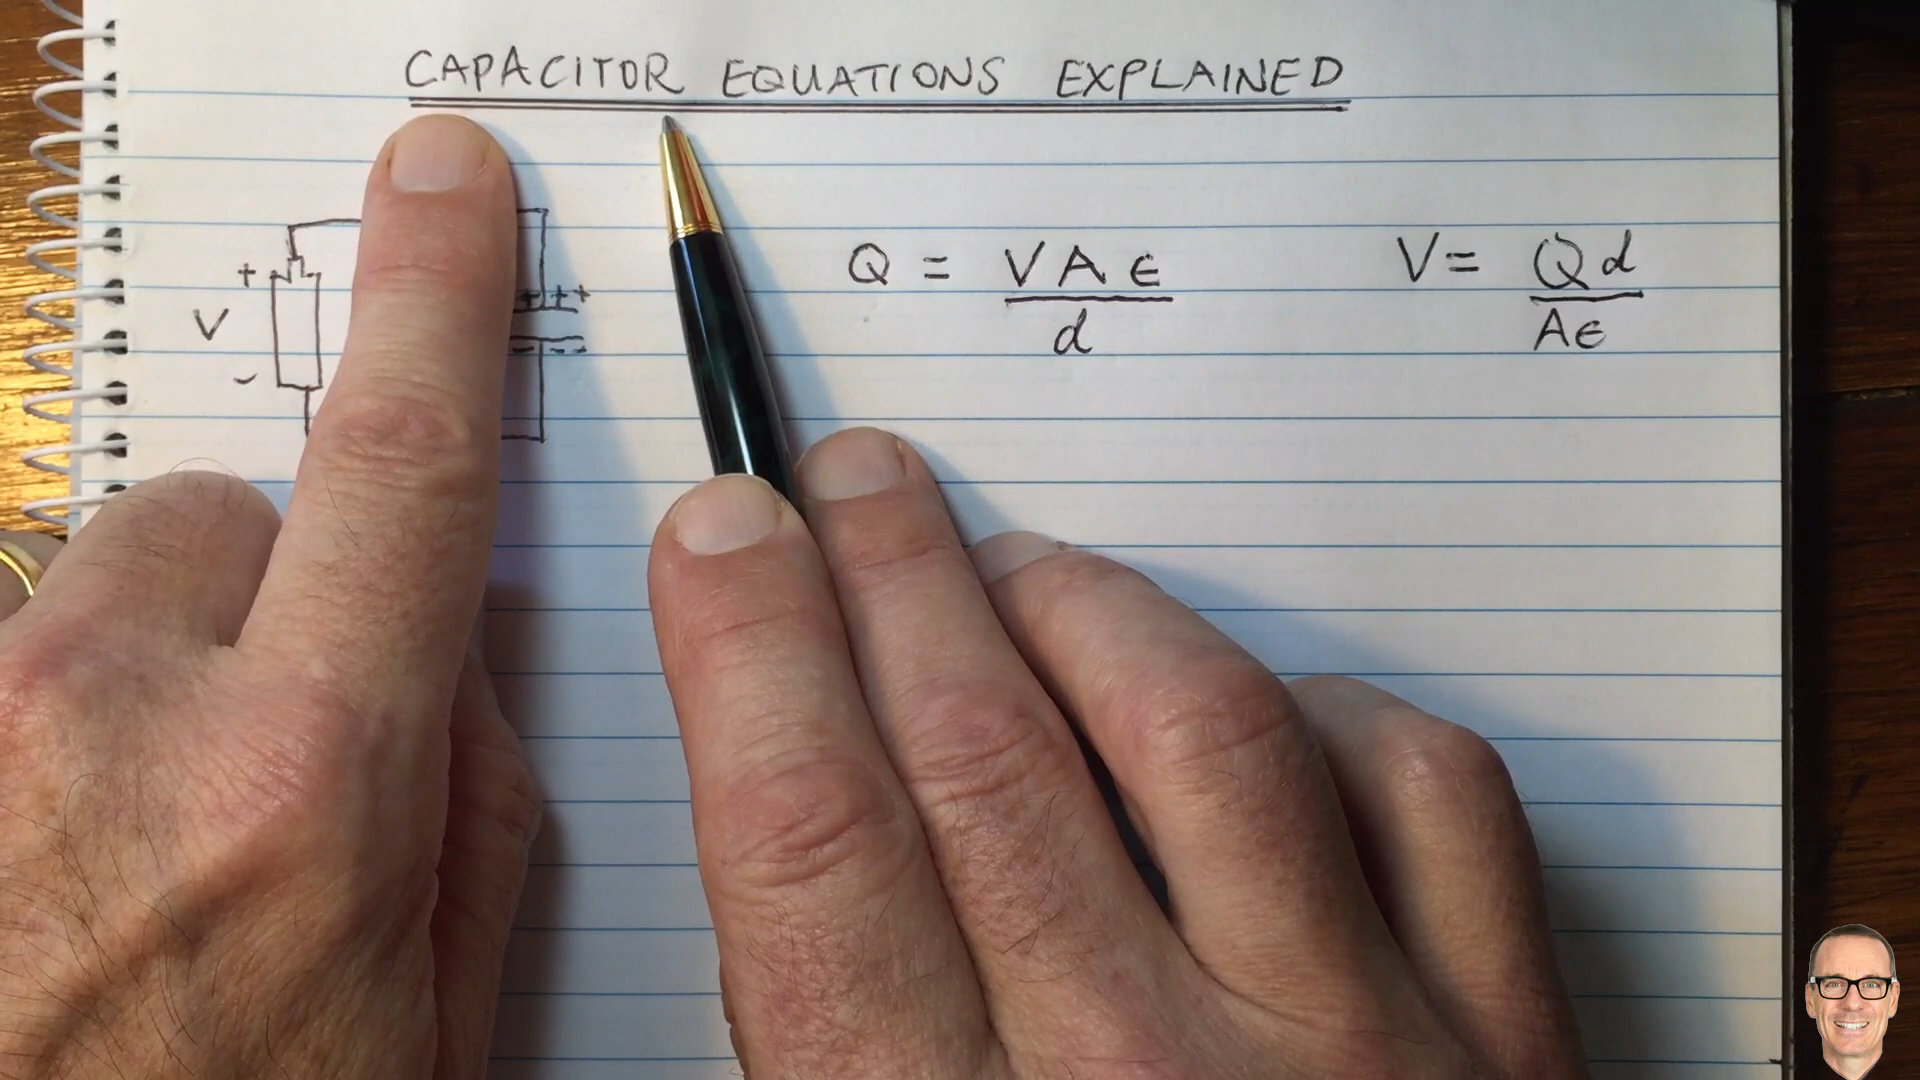 CAPACITOR EQUATIONS EXPLAINED
+
V
-
+++
----
Q = VAϵ
d
V = Qd
Aϵ